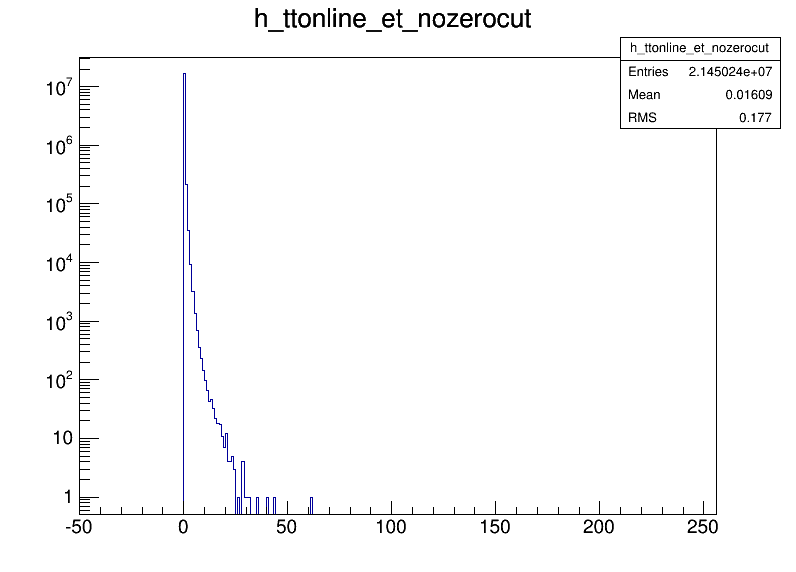 h_ttonline_et_nozerocut
h_ttonline_et_nozerocut
Entries 2.145024e+07
Mean 0.01609
RMS 0.177
10^7
10^6
10^5
10^4
10^3
10^2
10
1
-50 0 50 100 150 200 250